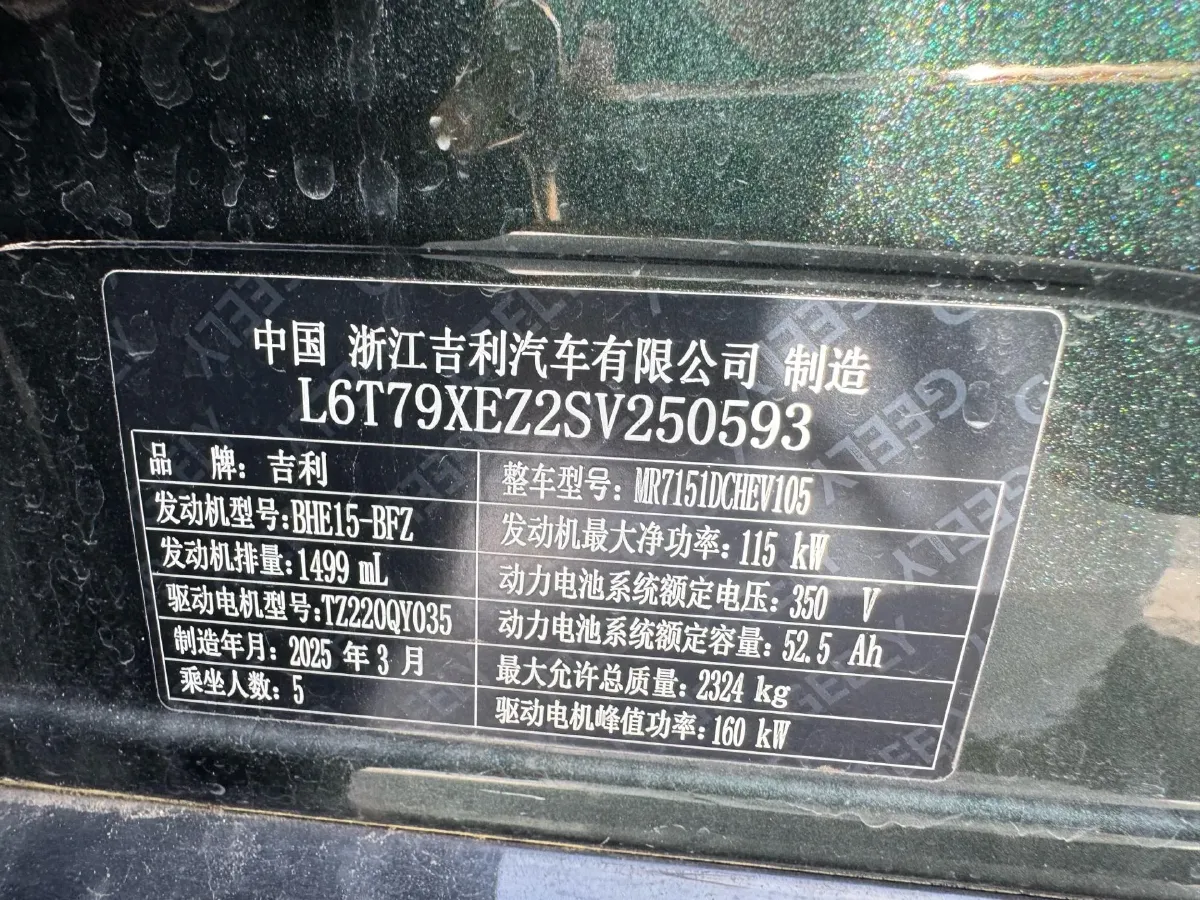 中国 浙江吉利汽车有限公司 制造
L6T79XEZ2SV250593
品 牌: 吉利
整车型号: MR7151DCHEV105
发动机型号:BHE15-BFZ
发动机最大净功率: 115 kW
发动机排量: 1499 mL
动力电池系统额定电压: 350 V
驱动电机型号:TZ220QY035
动力电池系统额定容量: 52.5 Ah
制造年月: 2025 年 3 月
最大允许总质量: 2324 kg
乘坐人数: 5
驱动电机峰值功率: 160 kW
GEELY